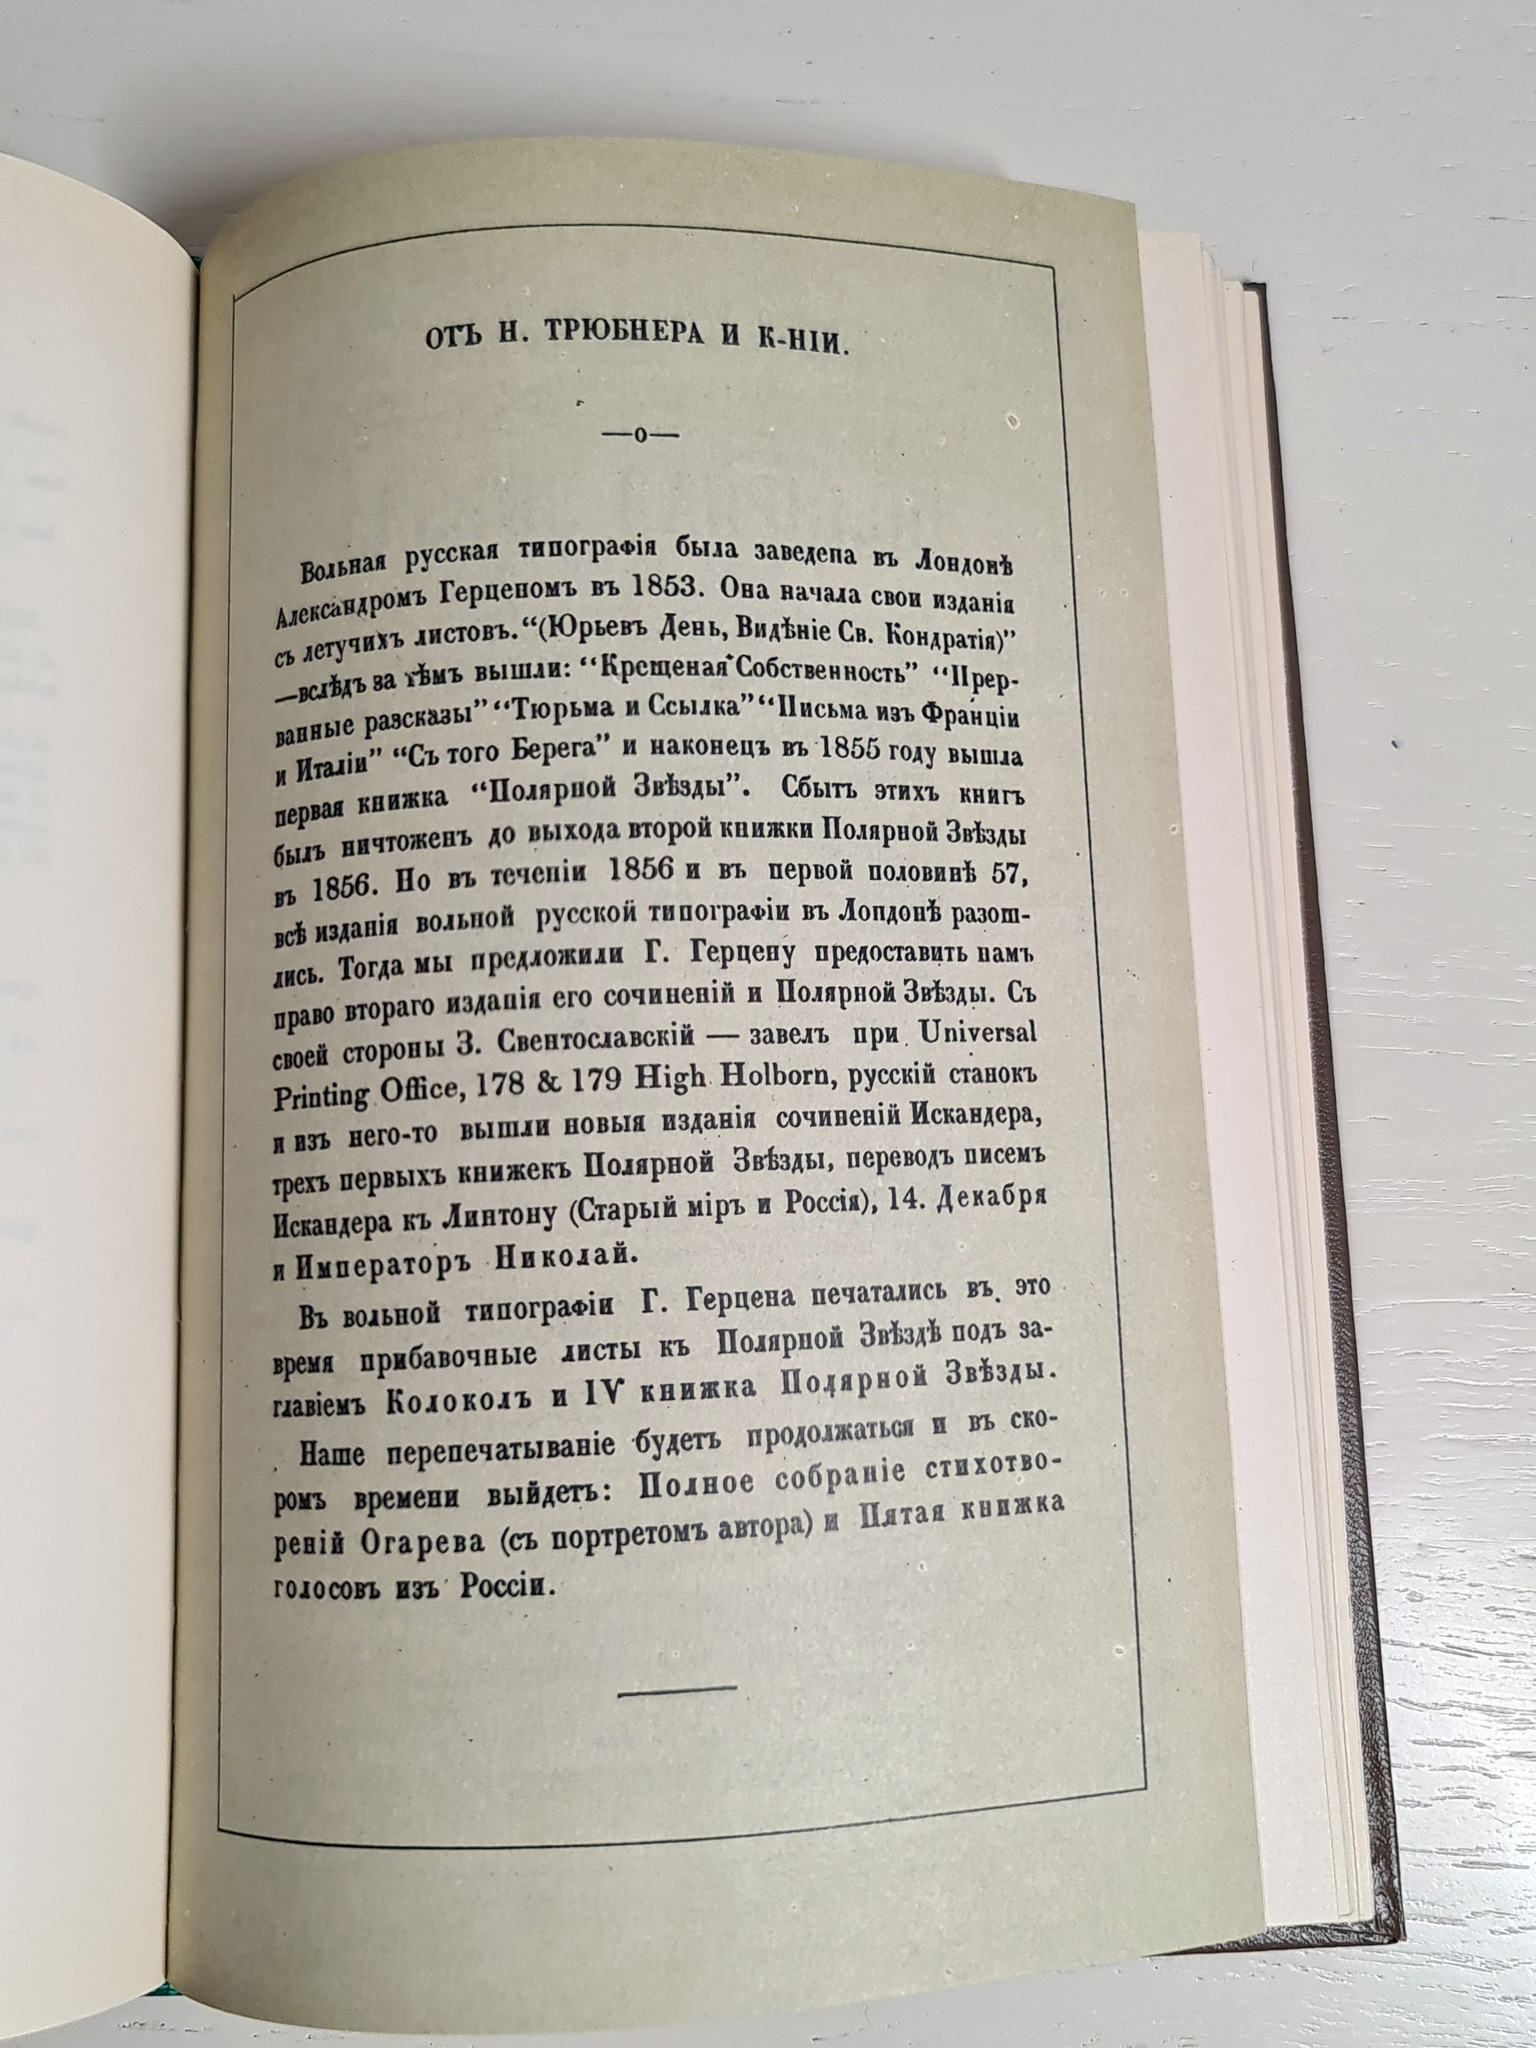 ОТЪ Н. ТРЮБНЕРА И К-НІИ.
—о—
Вольная русская типографія была заведена въ Лондонѣ
Александромъ Герценомъ въ 1853. Она начала свои изданія
съ летучихъ листовъ. “(Юрьевъ День, Видѣніе Св. Кондратія)”
—вслѣдъ за тѣмъ вышли: “Крещеная Собственность” “Прер-
ванные разсказы” “Тюрьма и Ссылка” “Письма изъ Франціи
и Италіи” “Съ того Берега” и наконецъ въ 1855 году вышла
первая книжка “Полярной Звѣзды”. Сбытъ этихъ книгъ
былъ ничтоженъ до выхода второй книжки Полярной Звѣзды
въ 1856. Но въ теченіи 1856 и въ первой половинѣ 57,
всѣ изданія вольной русской типографіи въ Лондонѣ разош-
лись. Тогда мы предложили Г. Герцену предоставить намъ
право втораго изданія его сочиненій и Полярной Звѣзды. Съ
своей стороны З. Свентославскій — завелъ при Universal
Printing Office, 178 & 179 High Holborn, русскій станокъ
и изъ него-то вышли новыя изданія сочиненій Искандера,
трехъ первыхъ книжекъ Полярной Звѣзды, переводъ писемъ
Искандера къ Линтону (Старый міръ и Россія), 14. Декабря
и Императоръ Николай.
Въ вольной типографіи Г. Герцена печатались въ это
время прибавочные листы къ Полярной Звѣздѣ подъ за-
главіемъ Колоколъ и IV книжка Полярной Звѣзды.
Наше перепечатываніе будетъ продолжаться и въ ско-
ромъ времени выйдетъ: Полное собраніе стихотво-
реній Огарева (съ портретомъ автора) и Пятая книжка
голосовъ изъ Россіи.